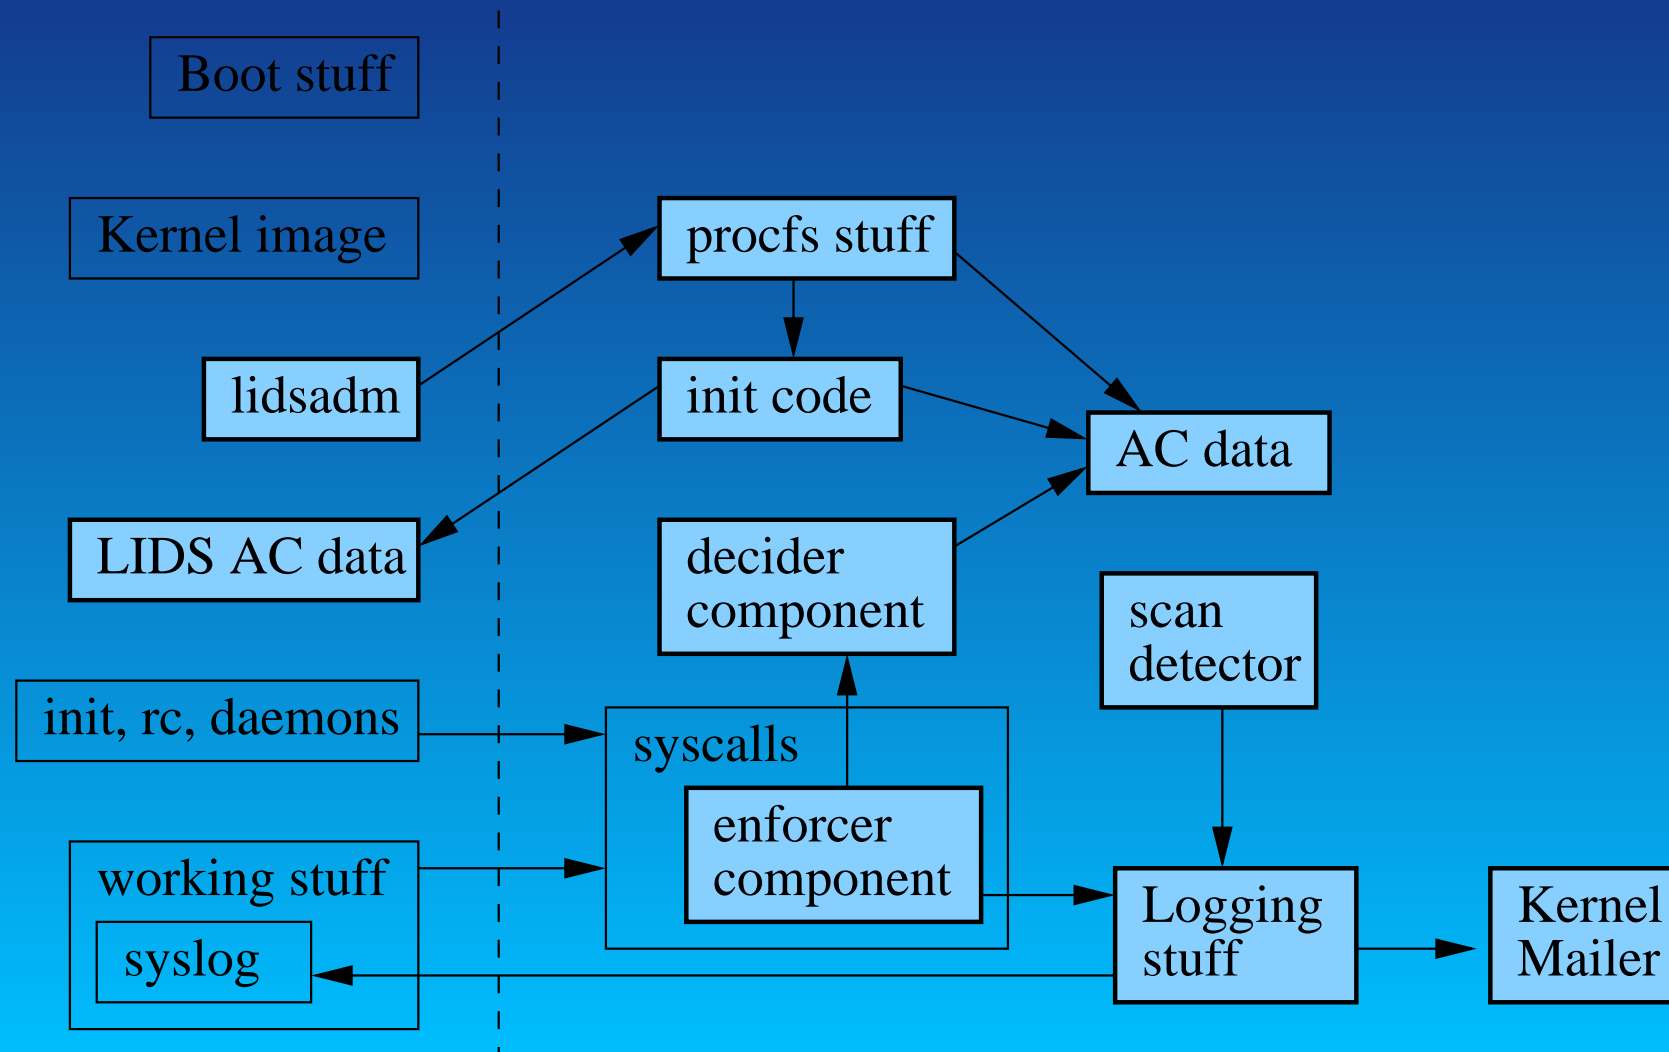 Boot stuff
Kernel image
procfs stuff
lidsadm
init code
AC data
LIDS AC data
decider
component
scan
detector
init, rc, daemons
syscalls
enforcer
component
working stuff
syslog
Logging
stuff
Kernel
Mailer